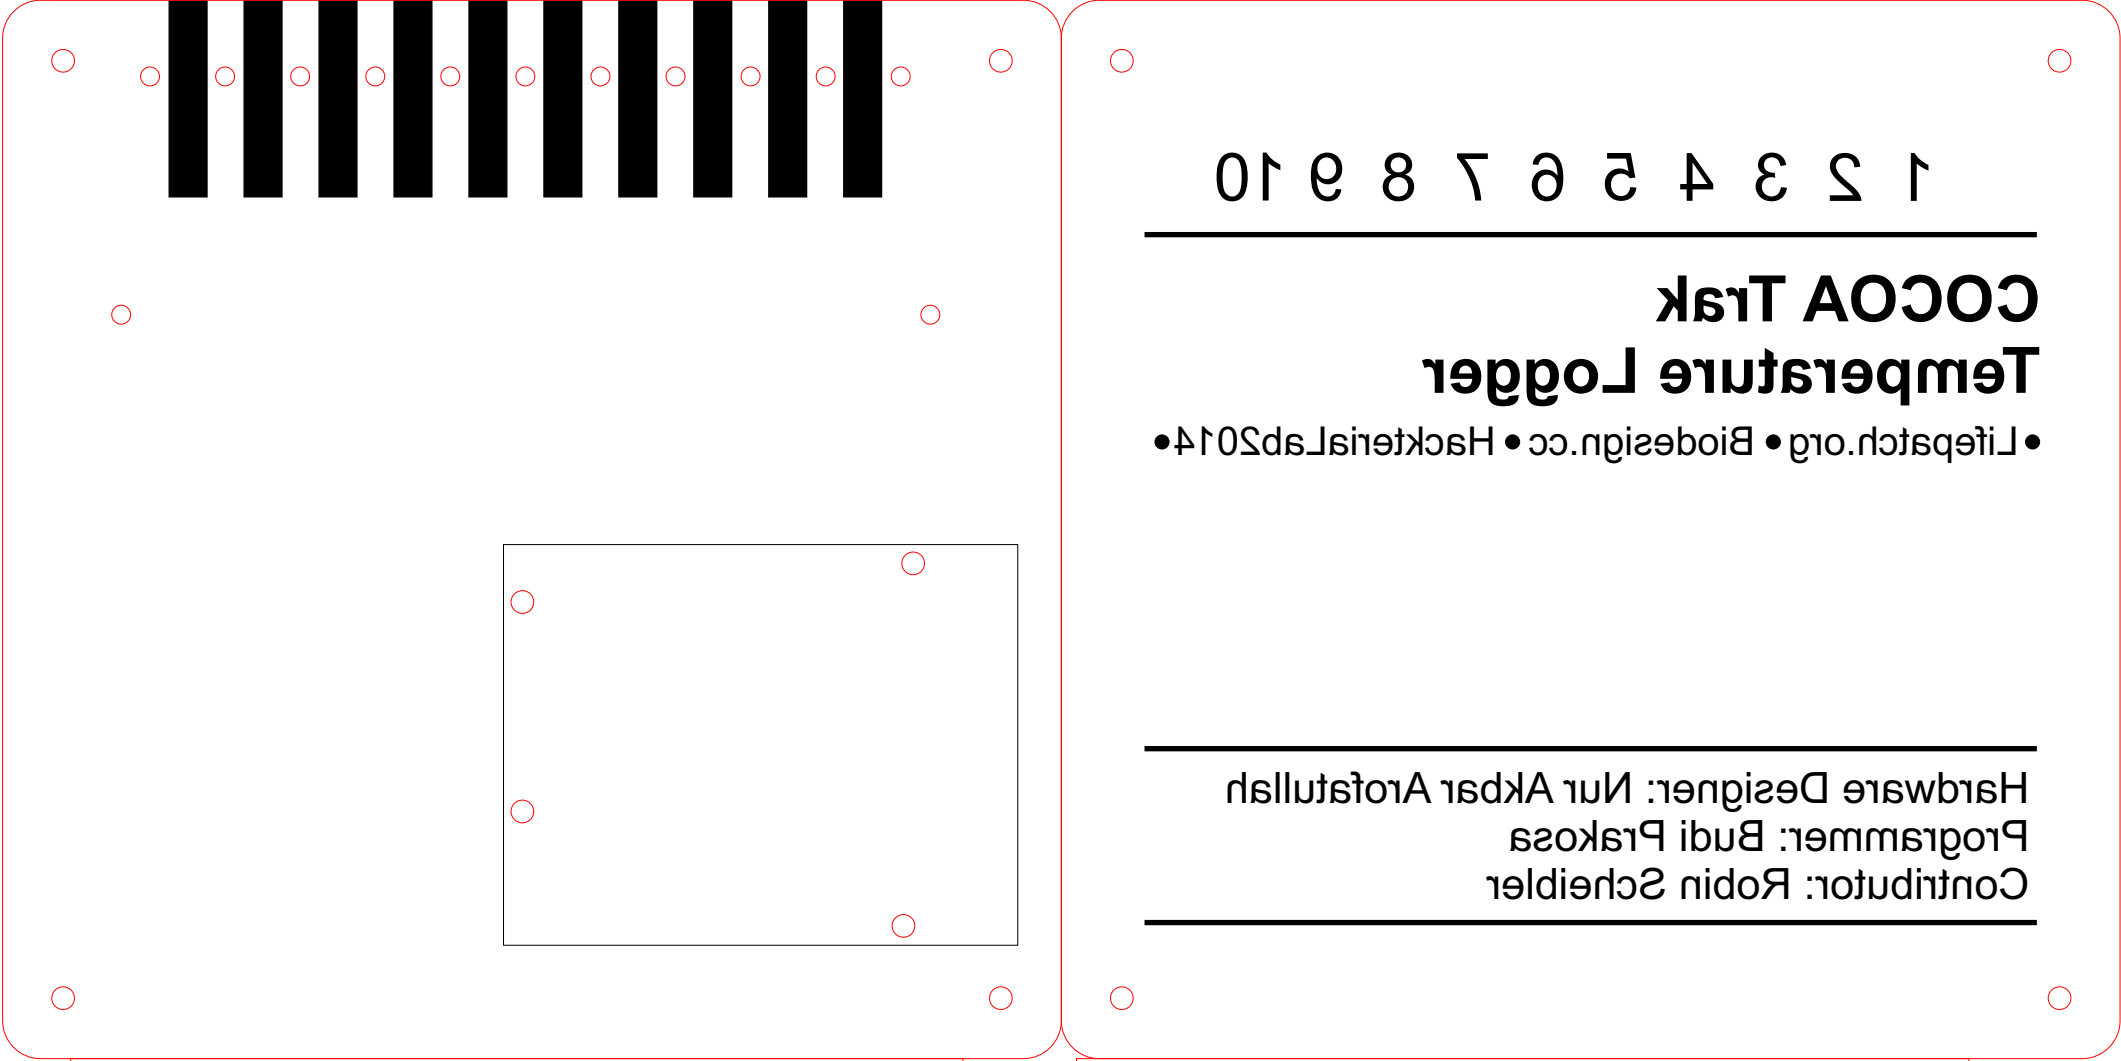 1 2 3 4 5 6 7 8 9 10
COCOA Trak
Temperature Logger
•Lifepatch.org•Biodesign.cc•HackteriaLab2014•
Hardware Designer: Nur Akbar Arofatullah
Programmer: Budi Prakosa
Contributor: Robin Scheibler